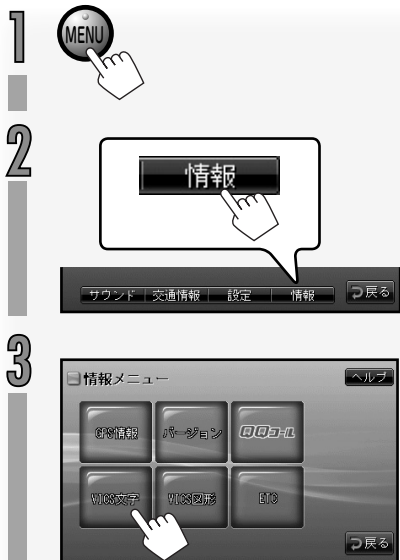 1
MENU
2
情報
サウンド 交通情報 設定 情報 戻る
3
情報メニュー ヘルプ
GPS情報 バージョン QQコール
VICS文字 VICS図形 ETC
戻る